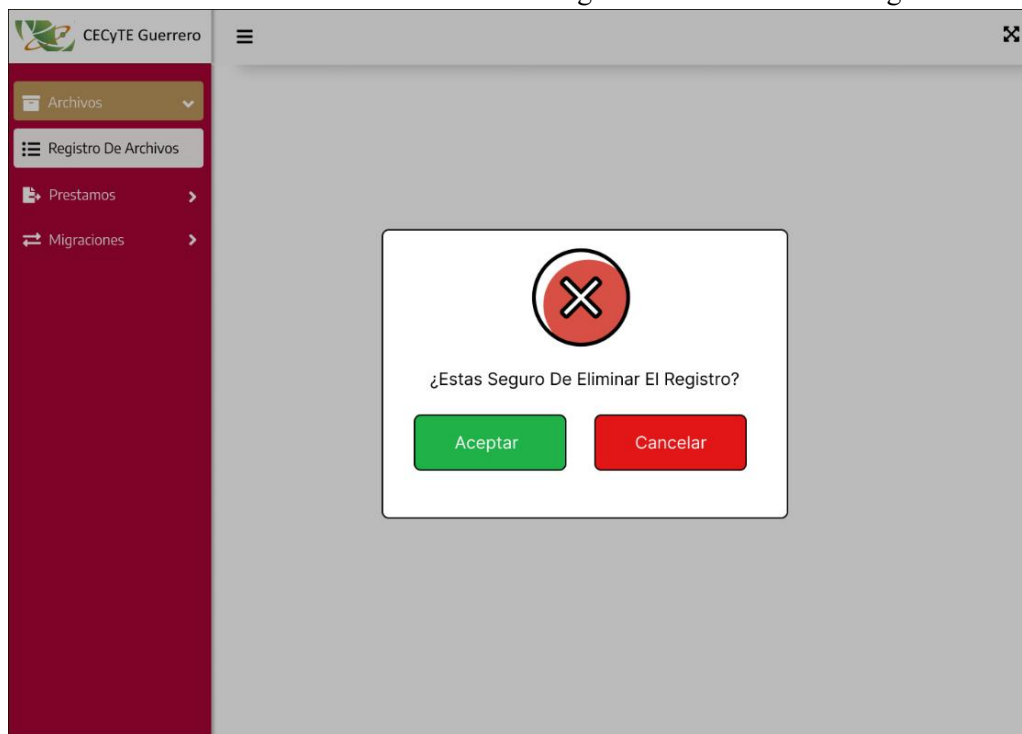 CECyTE Guerrero
Archivos
Registro De Archivos
Prestamos
Migraciones
¿Estas Seguro De Eliminar El Registro?
Aceptar Cancelar